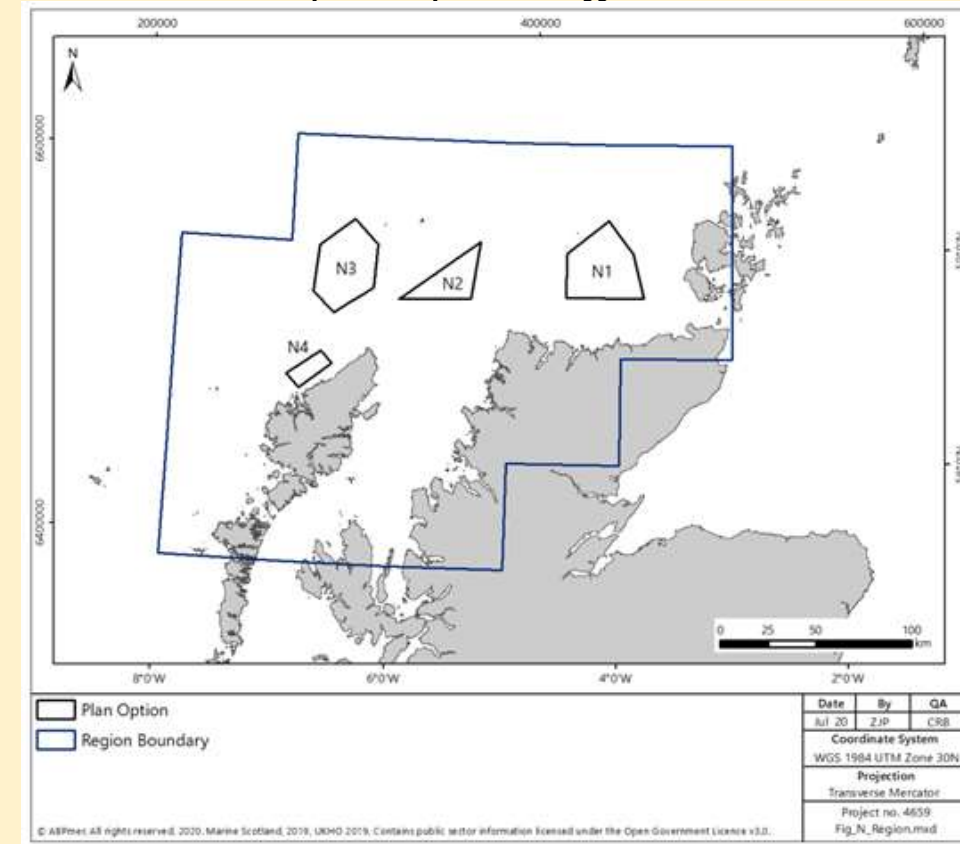 200000 400000 600000
N
6600000
N3
N2
N1
N4
6400000
0 25 50 100
km
8°0'W 6°0'W 4°0'W 2°0'W
Plan Option
Region Boundary
Date By QA
Jul 20 ZJP CRB
Coordinate System
WGS 1984 UTM Zone 30N
Projection
Transverse Mercator
Project no. 4659
Fig_N_Region.mxd
© ABPmer. All rights reserved, 2020. Marine Scotland, 2019, UKHO 2019, Contains public sector information licensed under the Open Government Licence v3.0.